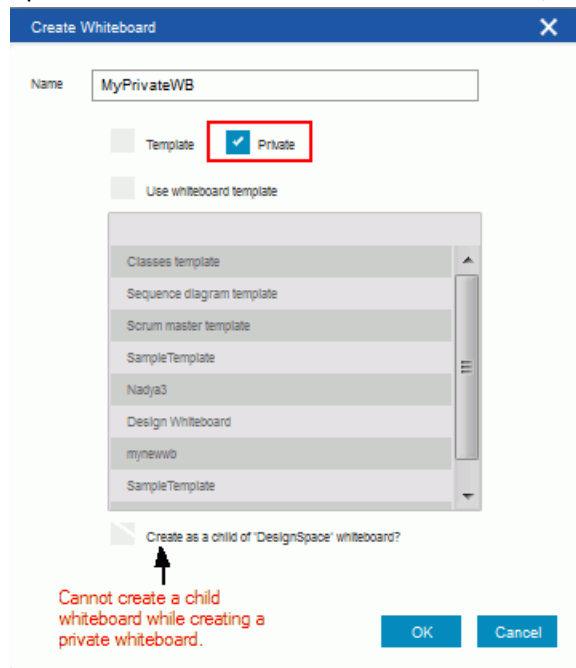 Create Whiteboard
Name MyPrivateWB
Template Private
Use whiteboard template
Classes template
Sequence diagram template
Scrum master template
SampleTemplate
Nadya3
Design Whiteboard
mynewwb
SampleTemplate
Create as a child of 'DesignSpace' whiteboard?
Cannot create a child
whiteboard while creating a
private whiteboard.
OK Cancel